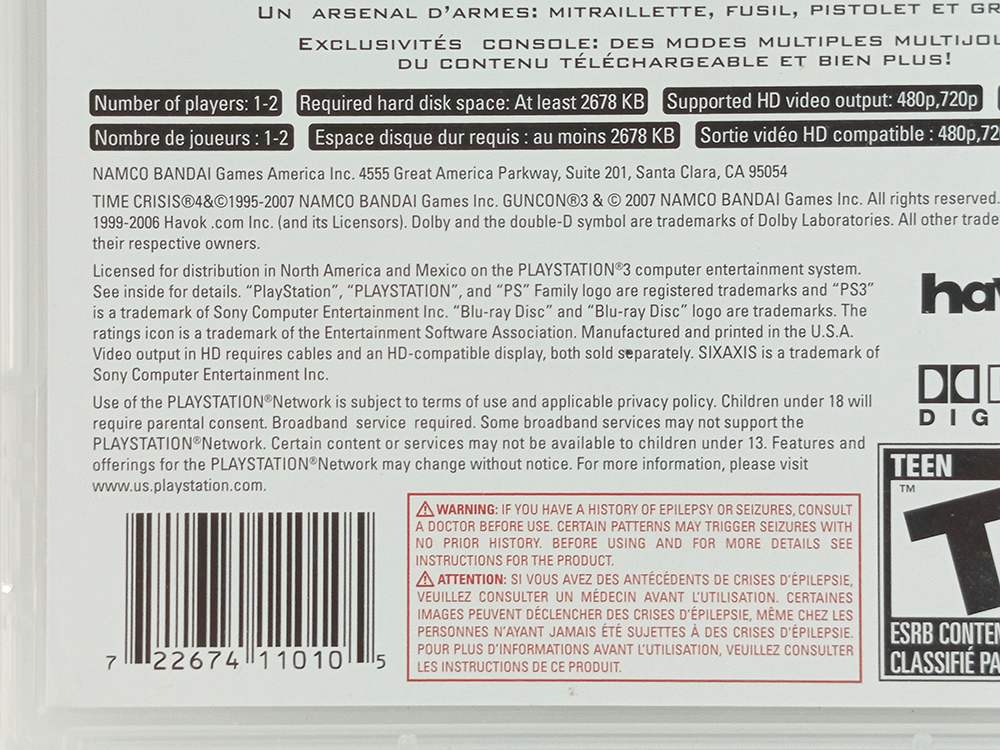 UN ARSENAL D'ARMES: MITRAILLETTE, FUSIL, PISTOLET ET GR
EXCLUSIVITÉS CONSOLE: DES MODES MULTIPLES MULTIJOU
DU CONTENU TÉLÉCHARGEABLE ET BIEN PLUS!
Number of players: 1-2 Required hard disk space: At least 2678 KB Supported HD video output: 480p,720p
Nombre de joueurs : 1-2 Espace disque dur requis : au moins 2678 KB Sortie vidéo HD compatible : 480p,72
NAMCO BANDAI Games America Inc. 4555 Great America Parkway, Suite 201, Santa Clara, CA 95054
TIME CRISIS®4&©1995-2007 NAMCO BANDAI Games Inc. GUNCON®3 & © 2007 NAMCO BANDAI Games Inc. All rights reserved.
1999-2006 Havok .com Inc. (and its Licensors). Dolby and the double-D symbol are trademarks of Dolby Laboratories. All other trade
their respective owners.
Licensed for distribution in North America and Mexico on the PLAYSTATION®3 computer entertainment system.
See inside for details. “PlayStation”, “PLAYSTATION”, and “PS” Family logo are registered trademarks and “PS3”
is a trademark of Sony Computer Entertainment Inc. “Blu-ray Disc” and “Blu-ray Disc” logo are trademarks. The
ratings icon is a trademark of the Entertainment Software Association. Manufactured and printed in the U.S.A.
Video output in HD requires cables and an HD-compatible display, both sold separately. SIXAXIS is a trademark of
Sony Computer Entertainment Inc.
Use of the PLAYSTATION®Network is subject to terms of use and applicable privacy policy. Children under 18 will
require parental consent. Broadband service required. Some broadband services may not support the
PLAYSTATION®Network. Certain content or services may not be available to children under 13. Features and
offerings for the PLAYSTATION®Network may change without notice. For more information, please visit
www.us.playstation.com.
hav
DIG
TEEN
TM
T
ESRB CONTEN
CLASSIFIÉ PA
WARNING: IF YOU HAVE A HISTORY OF EPILEPSY OR SEIZURES, CONSULT
A DOCTOR BEFORE USE. CERTAIN PATTERNS MAY TRIGGER SEIZURES WITH
NO PRIOR HISTORY. BEFORE USING AND FOR MORE DETAILS SEE
INSTRUCTIONS FOR THE PRODUCT.
ATTENTION: SI VOUS AVEZ DES ANTÉCÉDENTS DE CRISES D'ÉPILEPSIE,
VEUILLEZ CONSULTER UN MÉDECIN AVANT L'UTILISATION. CERTAINES
IMAGES PEUVENT DÉCLENCHER DES CRISES D'ÉPILEPSIE, MÊME CHEZ LES
PERSONNES N'AYANT JAMAIS ÉTÉ SUJETTES À DES CRISES D'ÉPILEPSIE.
POUR PLUS D'INFORMATIONS AVANT L'UTILISATION, VEUILLEZ CONSULTER
LES INSTRUCTIONS DE CE PRODUIT.
7 22674 11010 5